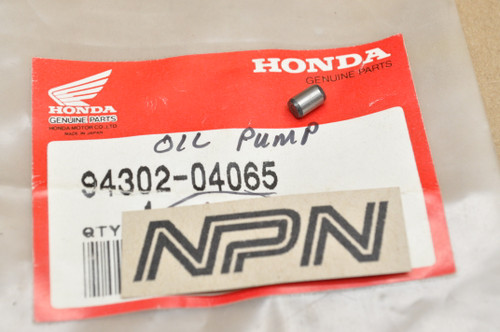 HONDA
GENUINE PARTS
HONDA
GENUINE PARTS
HONDA MOTOR CO.,LTD.
MADE IN JAPAN
OIL PUMP
94302-04065
QTY
NPN